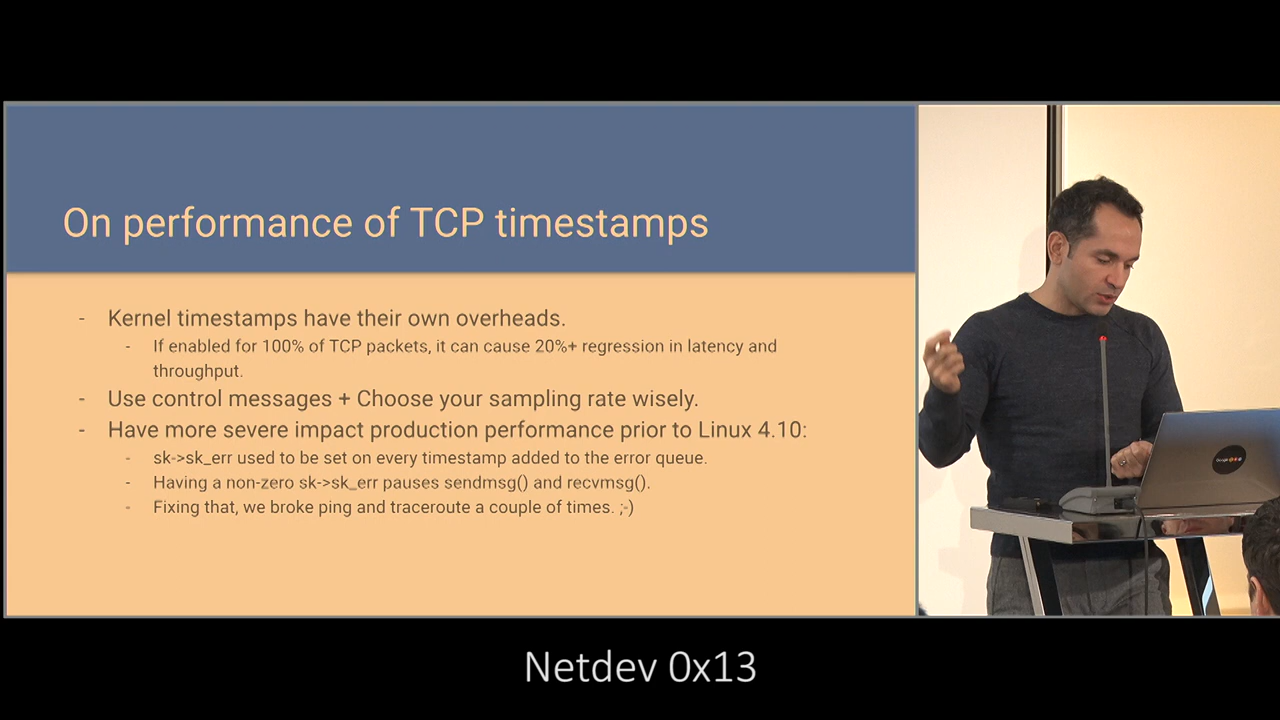 On performance of TCP timestamps
- Kernel timestamps have their own overheads.
- If enabled for 100% of TCP packets, it can cause 20%+ regression in latency and
throughput.
- Use control messages + Choose your sampling rate wisely.
- Have more severe impact production performance prior to Linux 4.10:
- sk->sk_err used to be set on every timestamp added to the error queue.
- Having a non-zero sk->sk_err pauses sendmsg() and recvmsg().
- Fixing that, we broke ping and traceroute a couple of times. ;-)
Google
Netdev 0x13